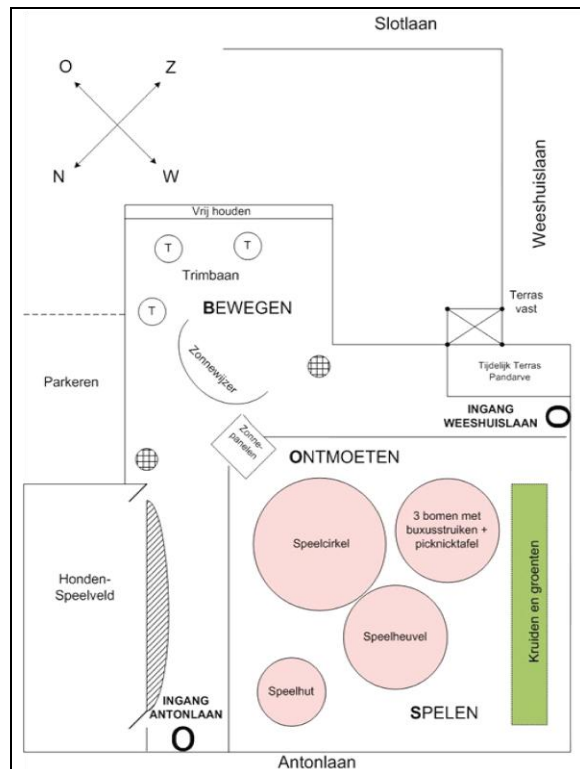 Slotlaan
O
Z
N
W
Weeshuislaan
Vrij houden
T
T
Trimbaan
T
BEWEGEN
Terras
vast
Zonnewijzer
Parkeren
Tijdelijk Terras
Pandarve
INGANG
WEESHUISLAAN
O
Zonne-
panelen
ONTMOETEN
Speelcirkel
3 bomen met
buxusstruiken +
picknicktafel
Kruiden en groenten
Honden-
Speelveld
Speelheuvel
Speelhut
INGANG
ANTONLAAN
O
SPELEN
Antonlaan